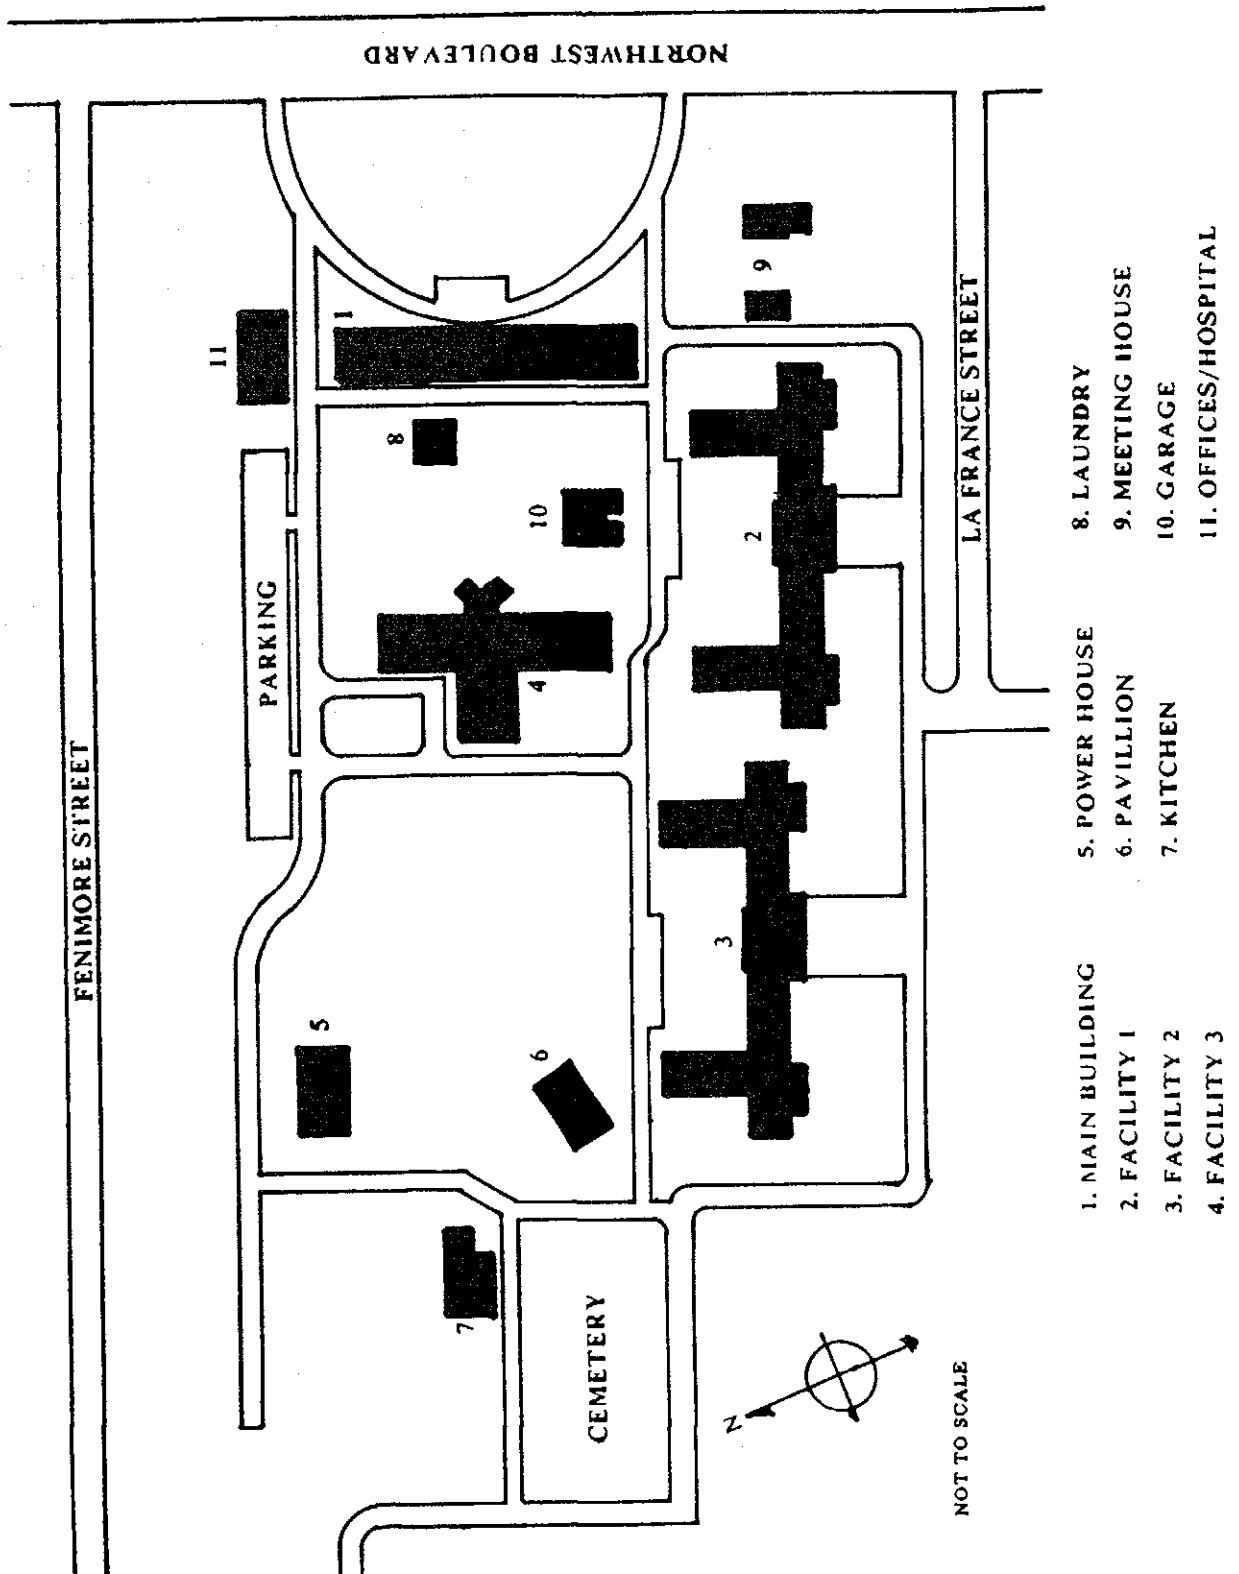 NORTHWEST BOULEVARD
FENIMORE STREET
PARKING
LA FRANCE STREET
11
1
8
10
9
2
4
3
5
6
7
CEMETERY
N
NOT TO SCALE
1. MAIN BUILDING
2. FACILITY 1
3. FACILITY 2
4. FACILITY 3
5. POWER HOUSE
6. PAVILLION
7. KITCHEN
8. LAUNDRY
9. MEETING HOUSE
10. GARAGE
11. OFFICES/HOSPITAL